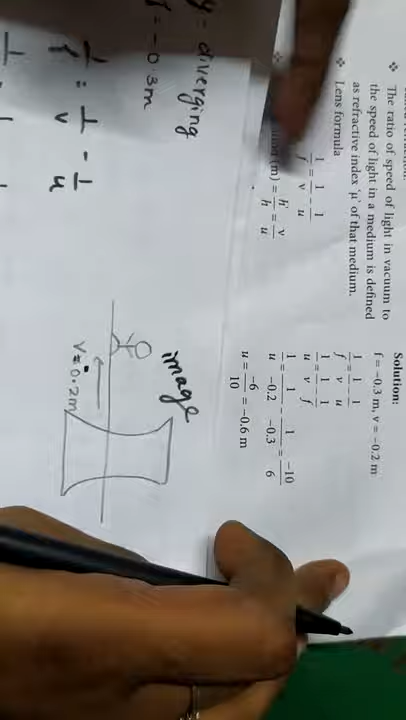 ❖ The ratio of speed of light in vacuum to
the speed of light in a medium is defined
as refractive index 'μ' of that medium.
❖ Lens formula
1/f = 1/v - 1/u
(m) = h'/h = v/u
Solution:
f = -0.3 m, v = -0.2 m
1/f = 1/v - 1/u
1/u = 1/v - 1/f
1/u = 1/-0.2 - 1/-0.3 = -10/6
u = -6/10 = -0.6 m
diverging
= -0.3m
1/f = 1/v - 1/u
image
v = 0.2m